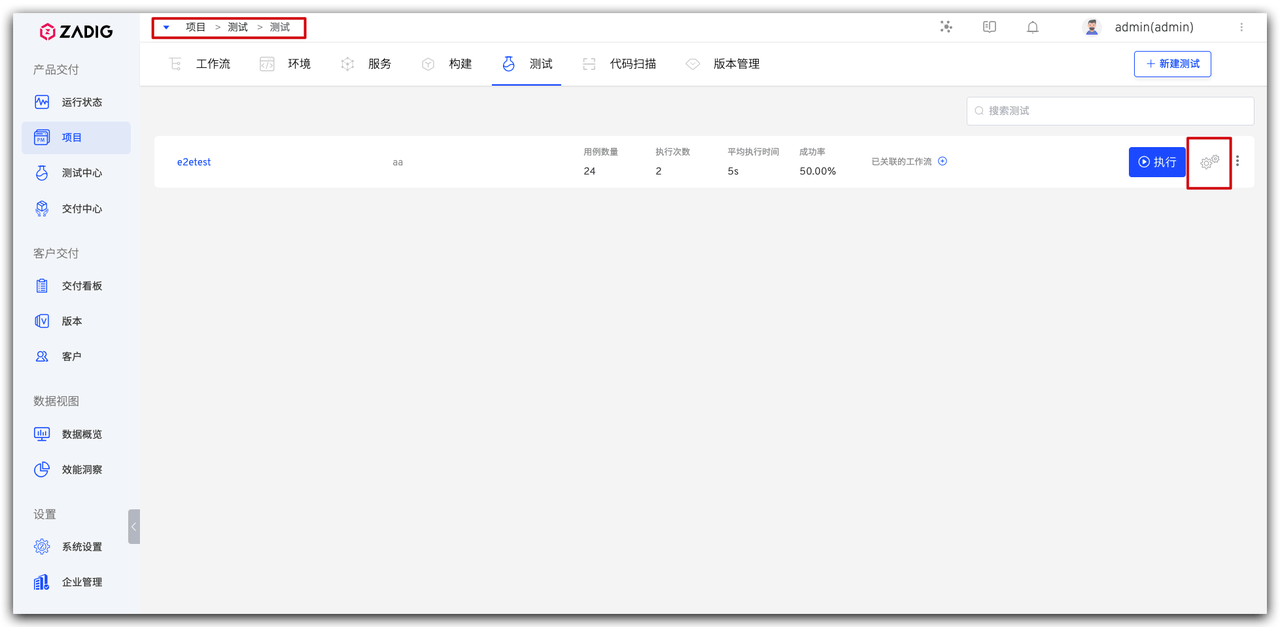 ZADIG
项目 > 测试 > 测试
admin(admin)
产品交付
运行状态
项目
测试中心
交付中心
客户交付
交付看板
版本
客户
数据视图
数据概览
效能洞察
设置
系统设置
企业管理
工作流 环境 服务 构建 测试 代码扫描 版本管理
+ 新建测试
搜索测试
e2etest
aa
用例数量
24
执行次数
2
平均执行时间
5s
成功率
50.00%
已关联的工作流
执行